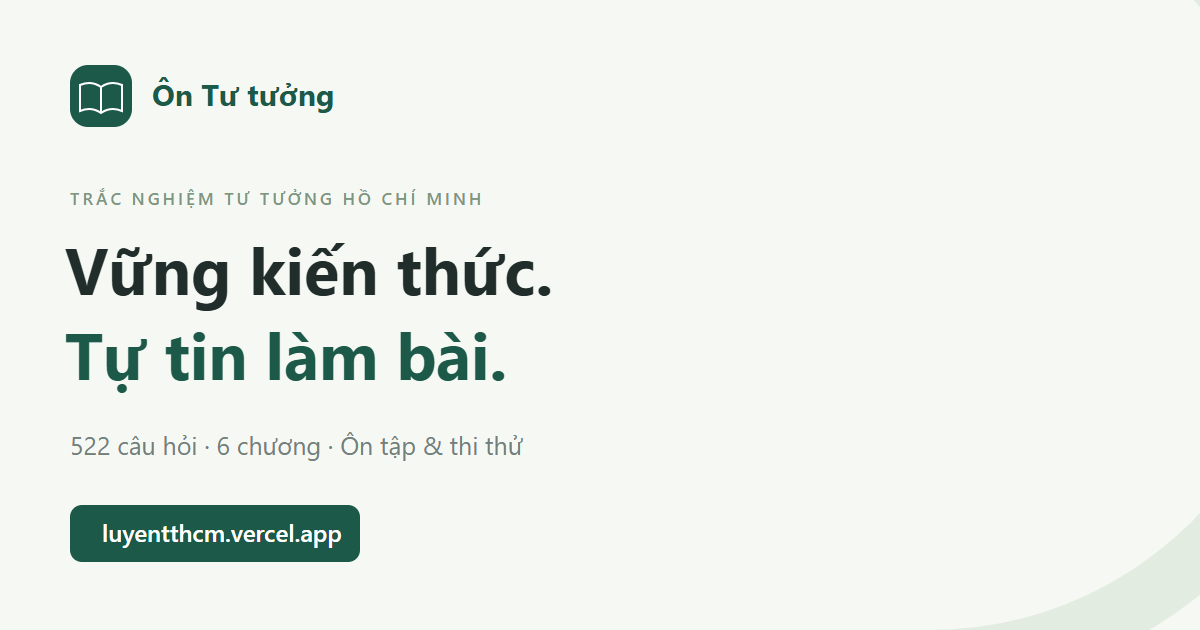 Ôn Tư tưởng
TRẮC NGHIỆM TƯ TƯỞNG HỒ CHÍ MINH
Vững kiến thức.
Tự tin làm bài.
522 câu hỏi · 6 chương · Ôn tập & thi thử
luyentthcm.vercel.app